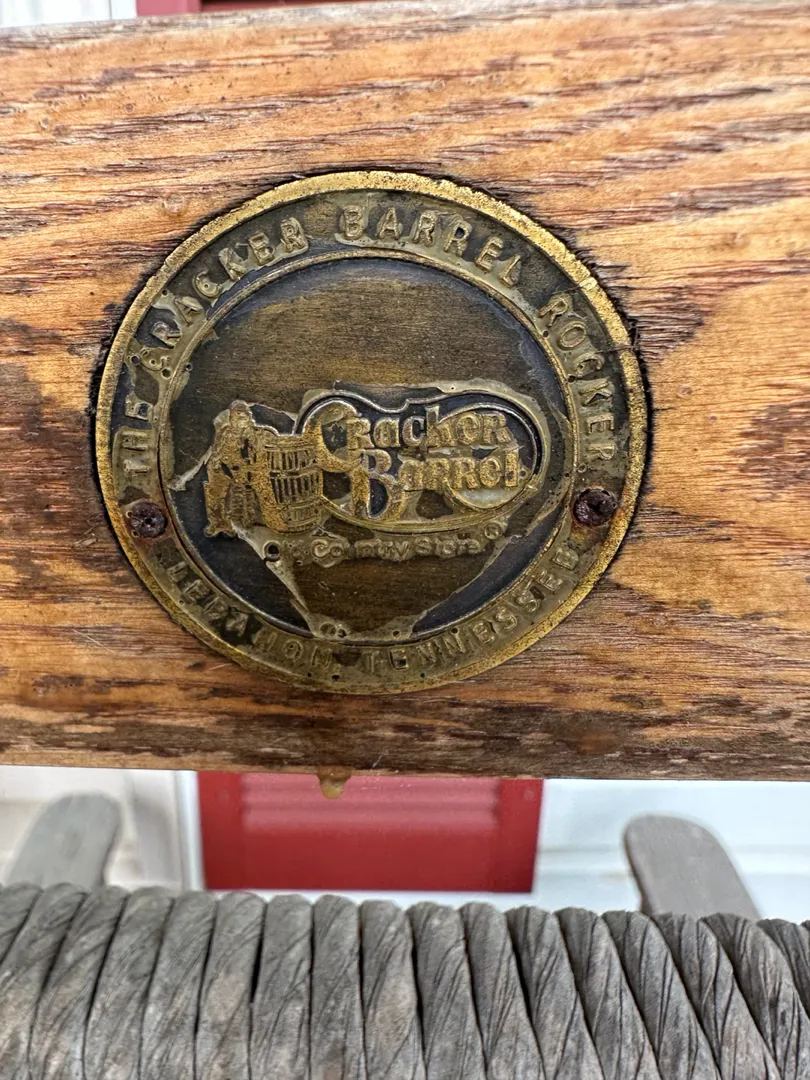 THE CRACKER BARREL ROCKER
Cracker
Barrel
Old Country Store®
LEBANON TENNESSEE